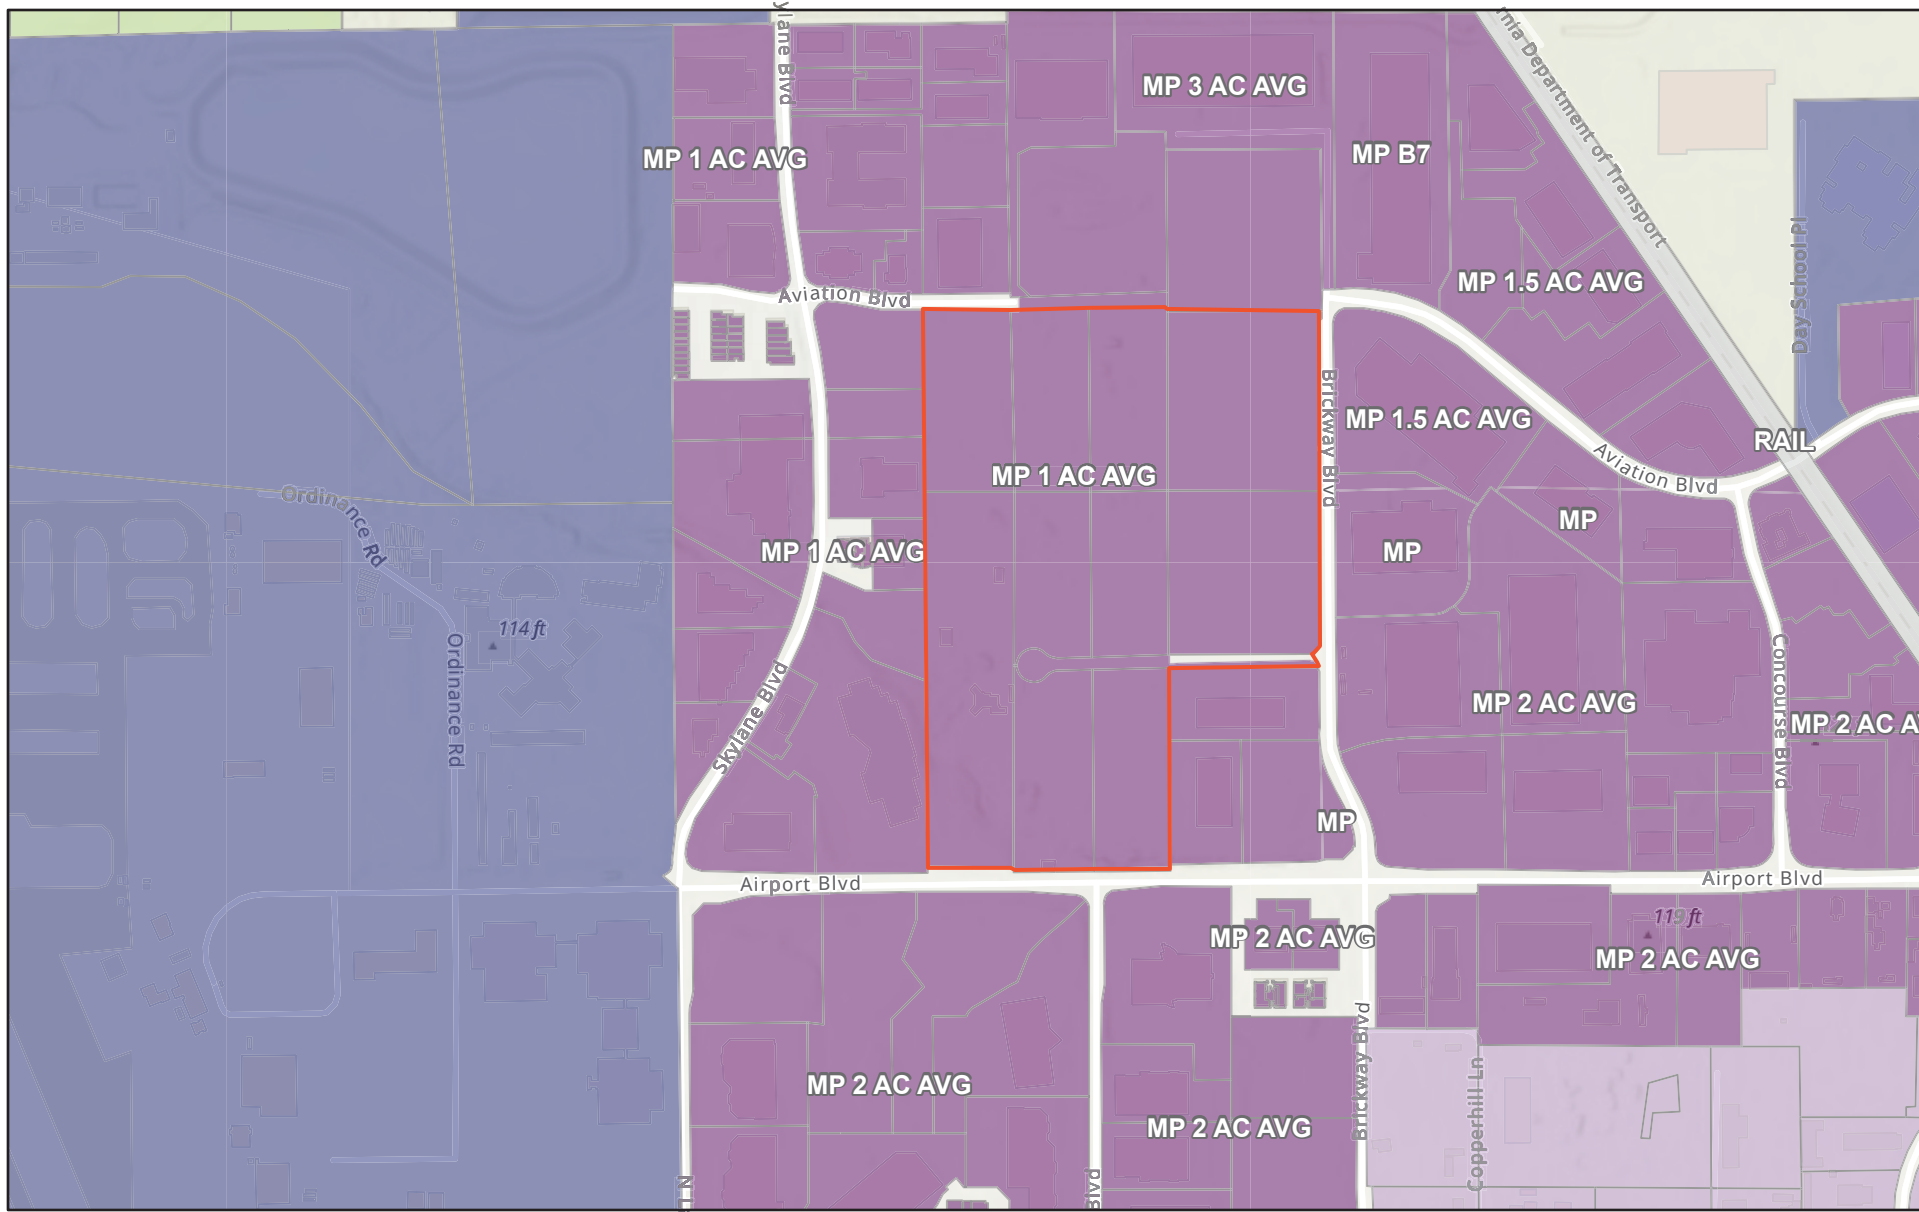 ylane Blvd
rnia Department of Transport
MP 3 AC AVG
MP 1 AC AVG
MP B7
Day School Pl
MP 1.5 AC AVG
Aviation Blvd
Brickway Blvd
MP 1.5 AC AVG
RAIL
Aviation Blvd
MP 1 AC AVG
Ordinance Rd
MP
MP
MP 1 AC AVG
114 ft
Ordinance Rd
Skylane Blvd
Concourse Blvd
MP 2 AC AVG
MP 2 AC A
MP
Airport Blvd
Airport Blvd
119 ft
MP 2 AC AVG
MP 2 AC AVG
Brickway Blvd
Copperhill Ln
MP 2 AC AVG
MP 2 AC AVG
Blvd